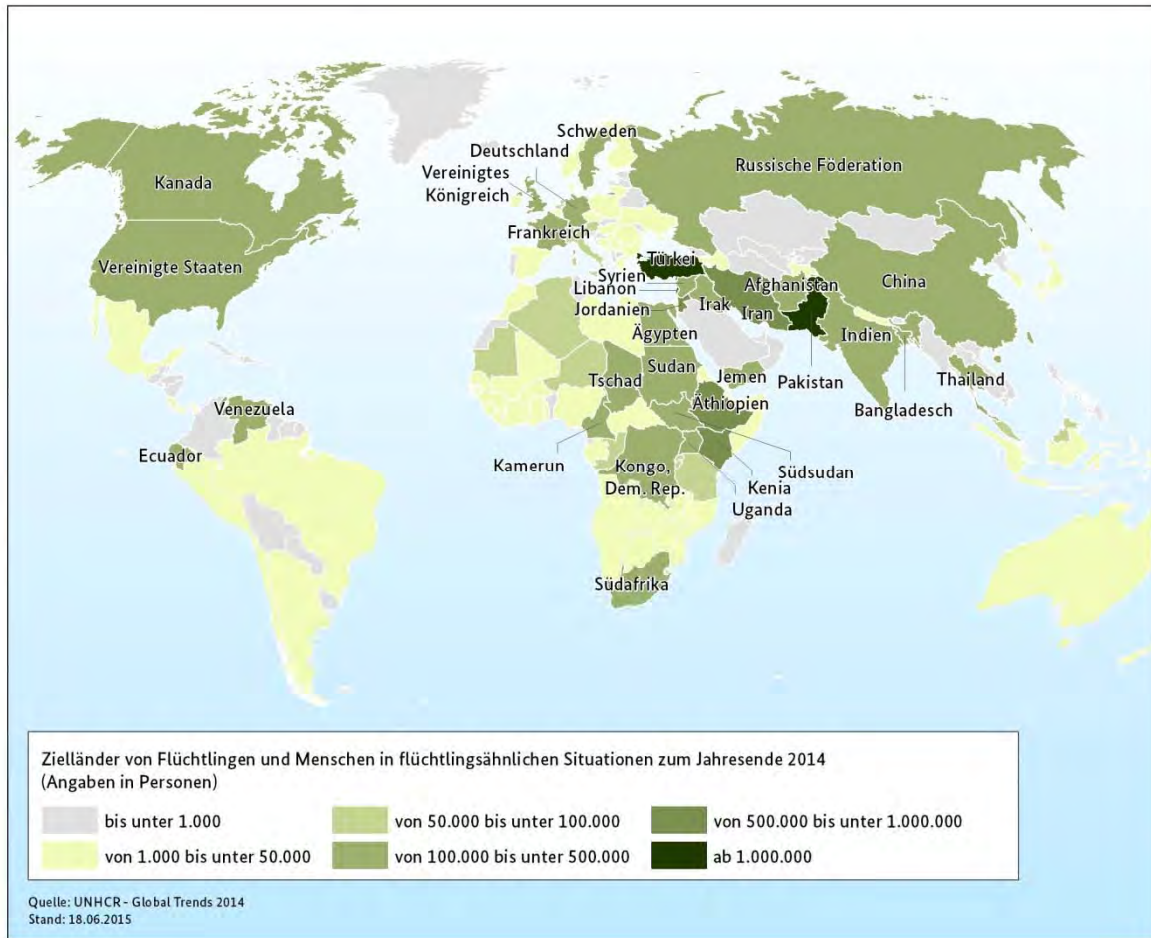 Schweden
Deutschland
Vereinigtes
Königreich
Russische Föderation
Kanada
Frankreich
Vereinigte Staaten
Türkei
Syrien
Libanon
Jordanien
Irak
Iran
Afghanistan
China
Ägypten
Indien
Sudan
Tschad
Jemen
Pakistan
Thailand
Bangladesch
Äthiopien
Venezuela
Ecuador
Kamerun
Kongo,
Dem. Rep.
Südsudan
Kenia
Uganda
Südafrika
Zielländer von Flüchtlingen und Menschen in flüchtlingsähnlichen Situationen zum Jahresende 2014
(Angaben in Personen)
bis unter 1.000
von 50.000 bis unter 100.000
von 500.000 bis unter 1.000.000
von 1.000 bis unter 50.000
von 100.000 bis unter 500.000
ab 1.000.000
Quelle: UNHCR - Global Trends 2014
Stand: 18.06.2015